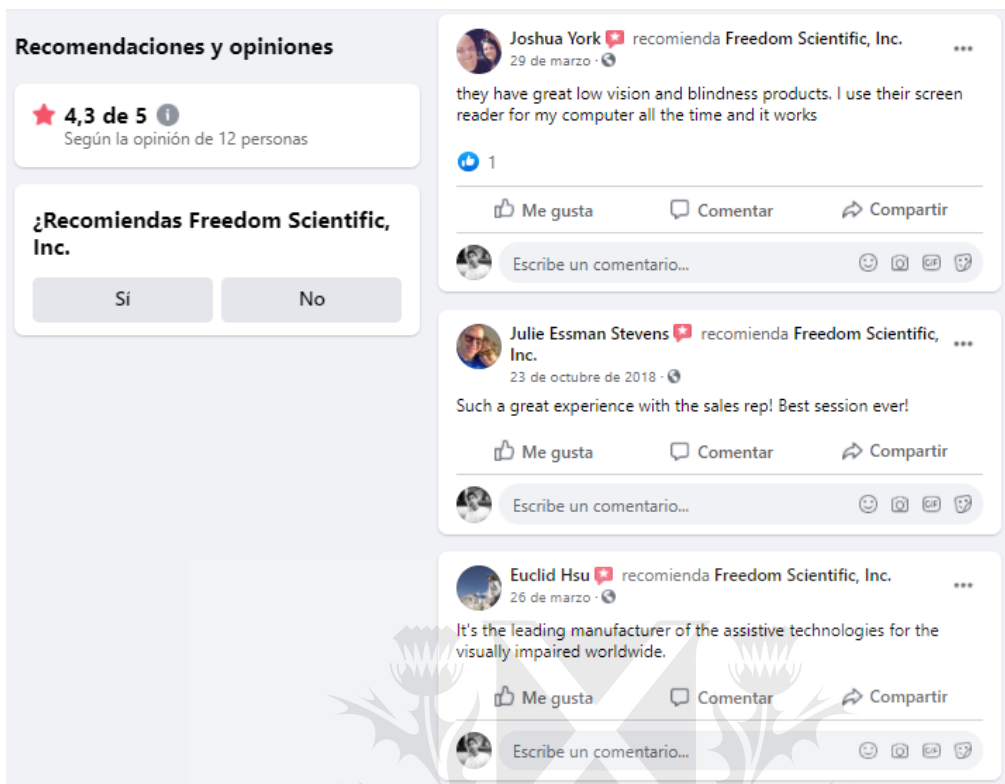 Recomendaciones y opiniones
4,3 de 5
Según la opinión de 12 personas
¿Recomiendas Freedom Scientific,
Inc.
Sí
No
Joshua York recomienda Freedom Scientific, Inc.
29 de marzo ·
they have great low vision and blindness products. I use their screen
reader for my computer all the time and it works
1
Me gusta Comentar Compartir
Escribe un comentario... GIF
Julie Essman Stevens recomienda Freedom Scientific,
Inc.
23 de octubre de 2018 ·
Such a great experience with the sales rep! Best session ever!
Me gusta Comentar Compartir
Escribe un comentario... GIF
Euclid Hsu recomienda Freedom Scientific, Inc.
26 de marzo ·
It's the leading manufacturer of the assistive technologies for the
visually impaired worldwide.
Me gusta Comentar Compartir
Escribe un comentario... GIF